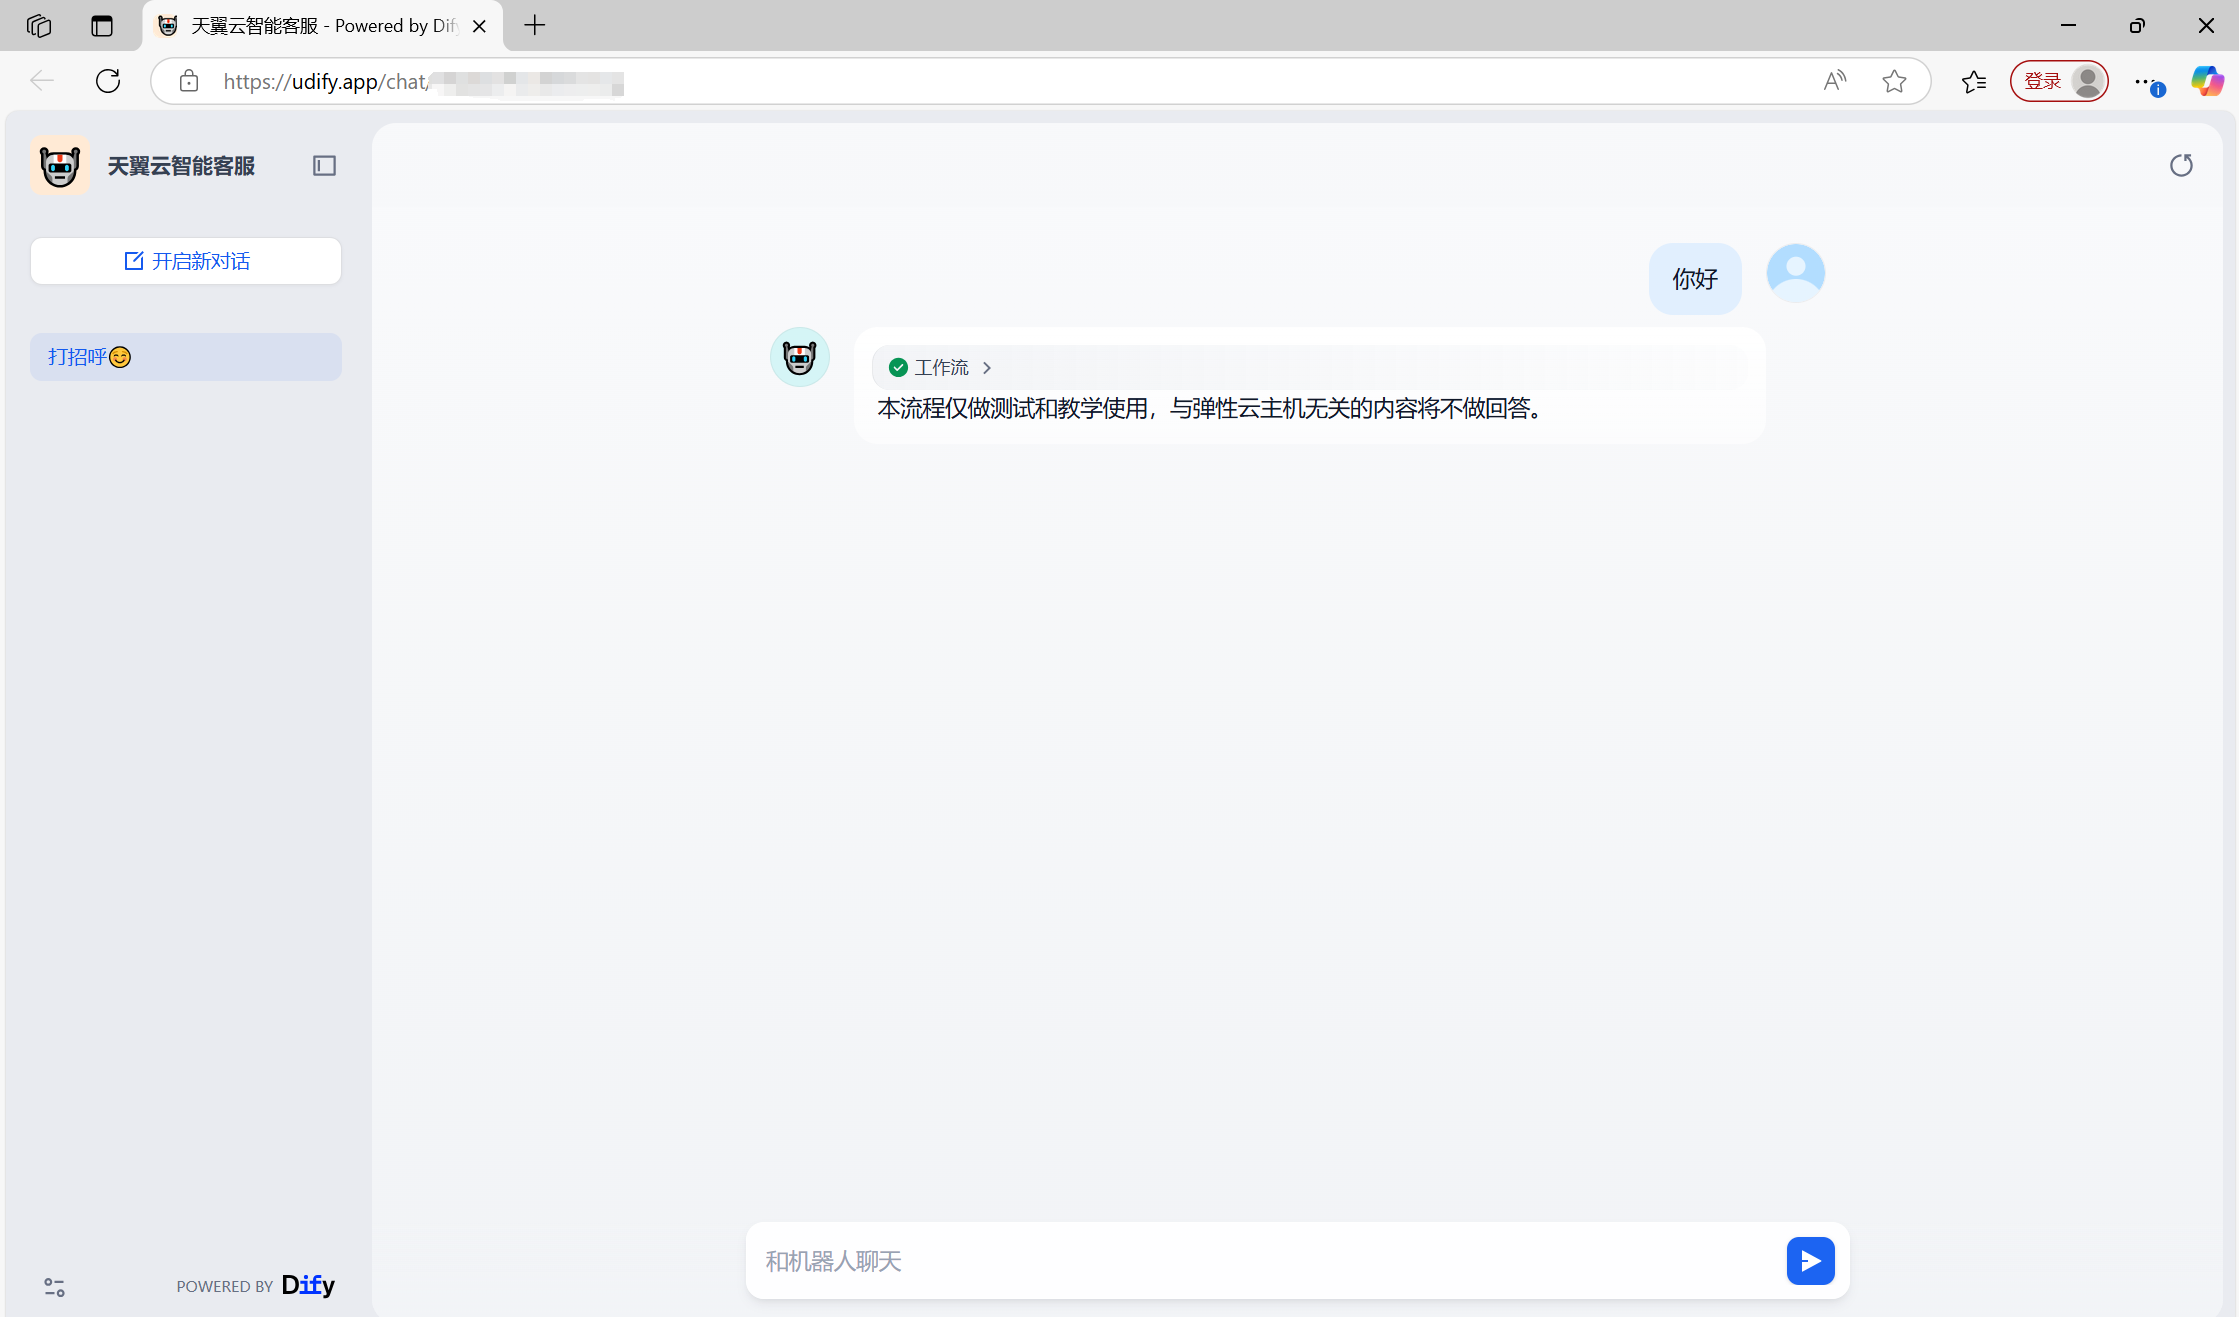 天翼云智能客服 - Powered by Dif
https://udify.app/chat/
登录
天翼云智能客服
开启新对话
打招呼😊
你好
工作流
本流程仅做测试和教学使用，与弹性云主机无关的内容将不做回答。
和机器人聊天
POWERED BY Dify